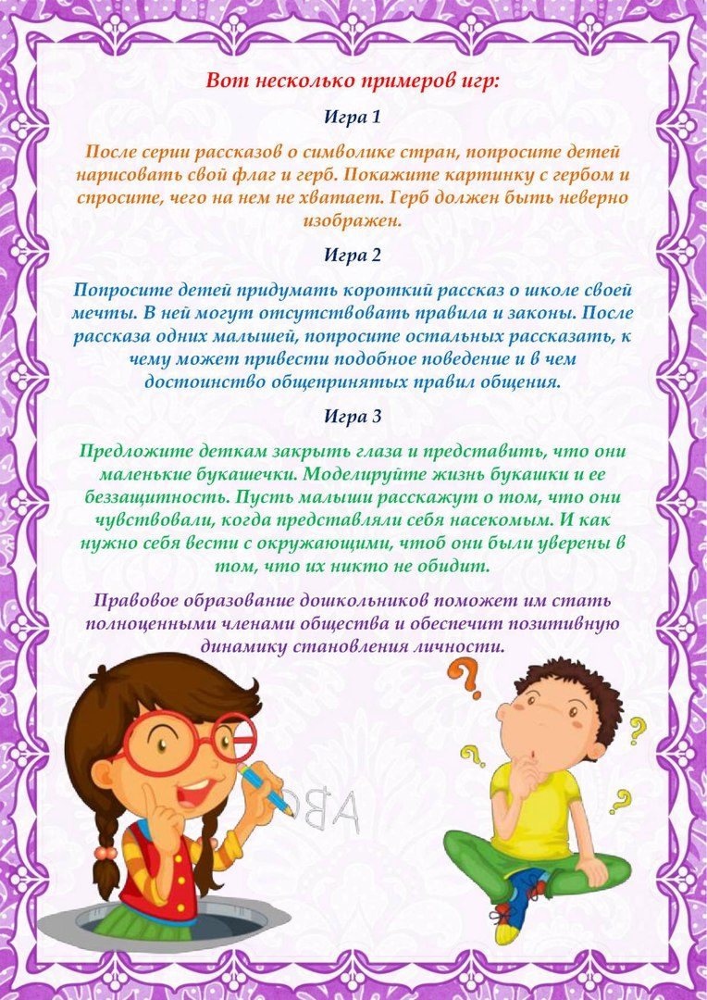 Вот несколько примеров игр:
Игра 1
После серии рассказов о символике стран, попросите детей
нарисовать свой флаг и герб. Покажите картинку с гербом и
спросите, чего на нем не хватает. Герб должен быть неверно
изображен.
Игра 2
Попросите детей придумать короткий рассказ о школе своей
мечты. В ней могут отсутствовать правила и законы. После
рассказа одних малышей, попросите остальных рассказать, к
чему может привести подобное поведение и в чем
достоинство общепринятых правил общения.
Игра 3
Предложите деткам закрыть глаза и представить, что они
маленькие букашечки. Моделируйте жизнь букашки и ее
беззащитность. Пусть малыши расскажут о том, что они
чувствовали, когда представляли себя насекомым. И как
нужно себя вести с окружающими, чтоб они были уверены в
том, что их никто не обидит.
Правовое образование дошкольников поможет им стать
полноценными членами общества и обеспечит позитивную
динамику становления личности.
ABC